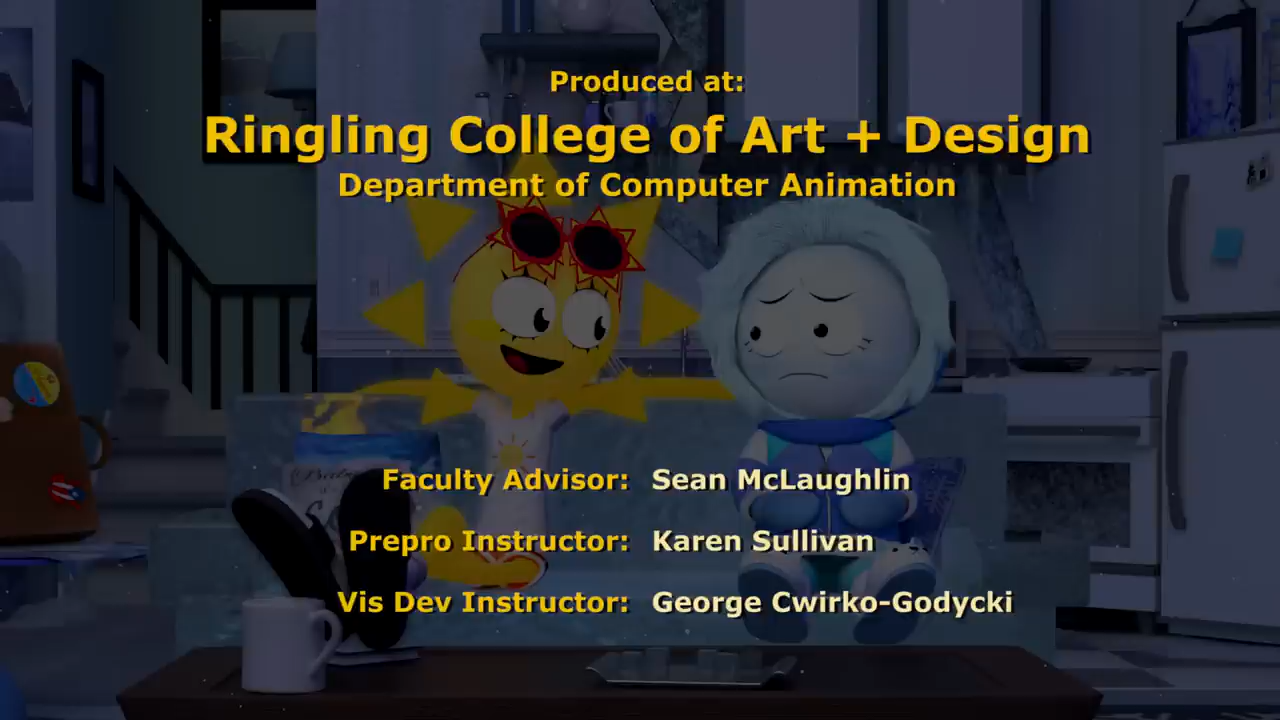 Produced at:
Ringling College of Art + Design
Department of Computer Animation
Faculty Advisor: Sean McLaughlin
Prepro Instructor: Karen Sullivan
Vis Dev Instructor: George Cwirko-Godycki